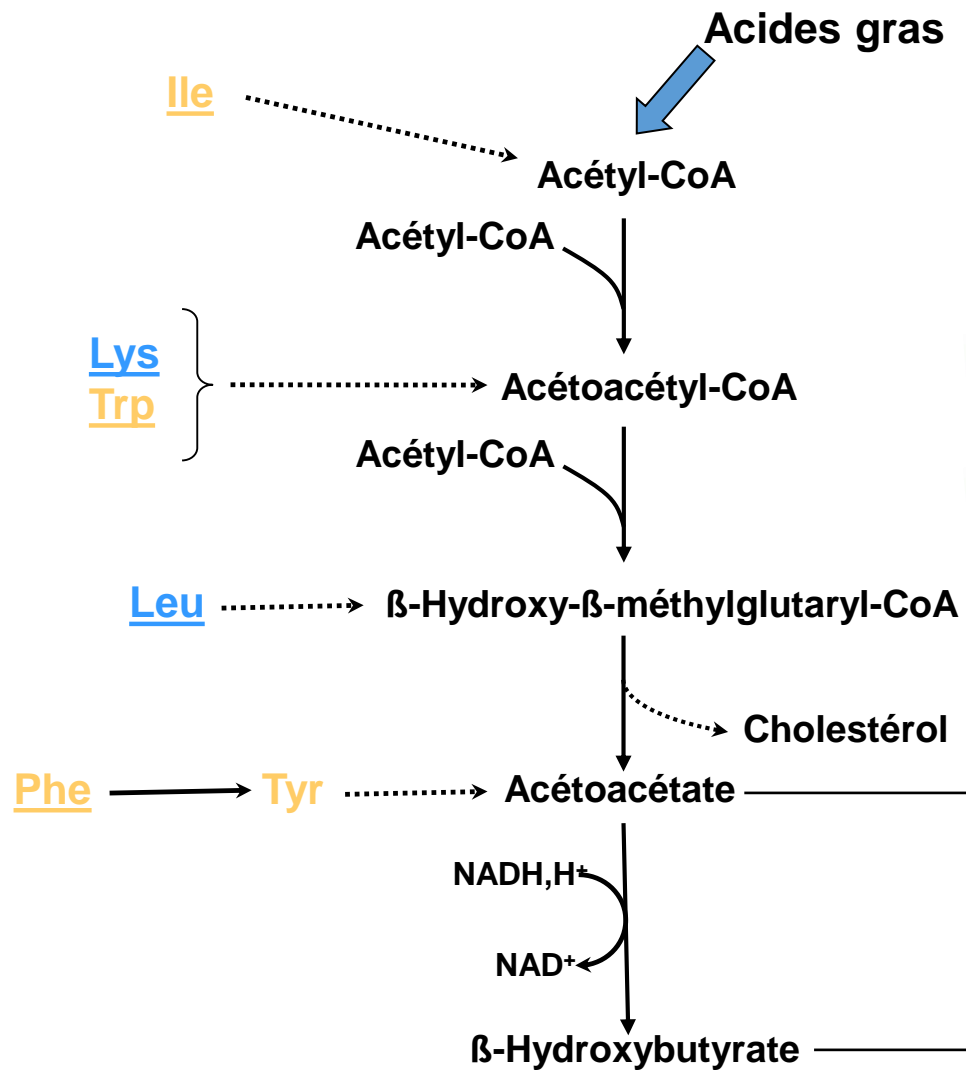 Acides gras
Ile
Acétyl-CoA
Acétyl-CoA
Lys
Trp
Acétoacétyl-CoA
Acétyl-CoA
Leu
ß-Hydroxy-ß-méthylglutaryl-CoA
Cholestérol
Phe
Tyr
Acétoacétate
NADH,H⁺
NAD⁺
ß-Hydroxybutyrate